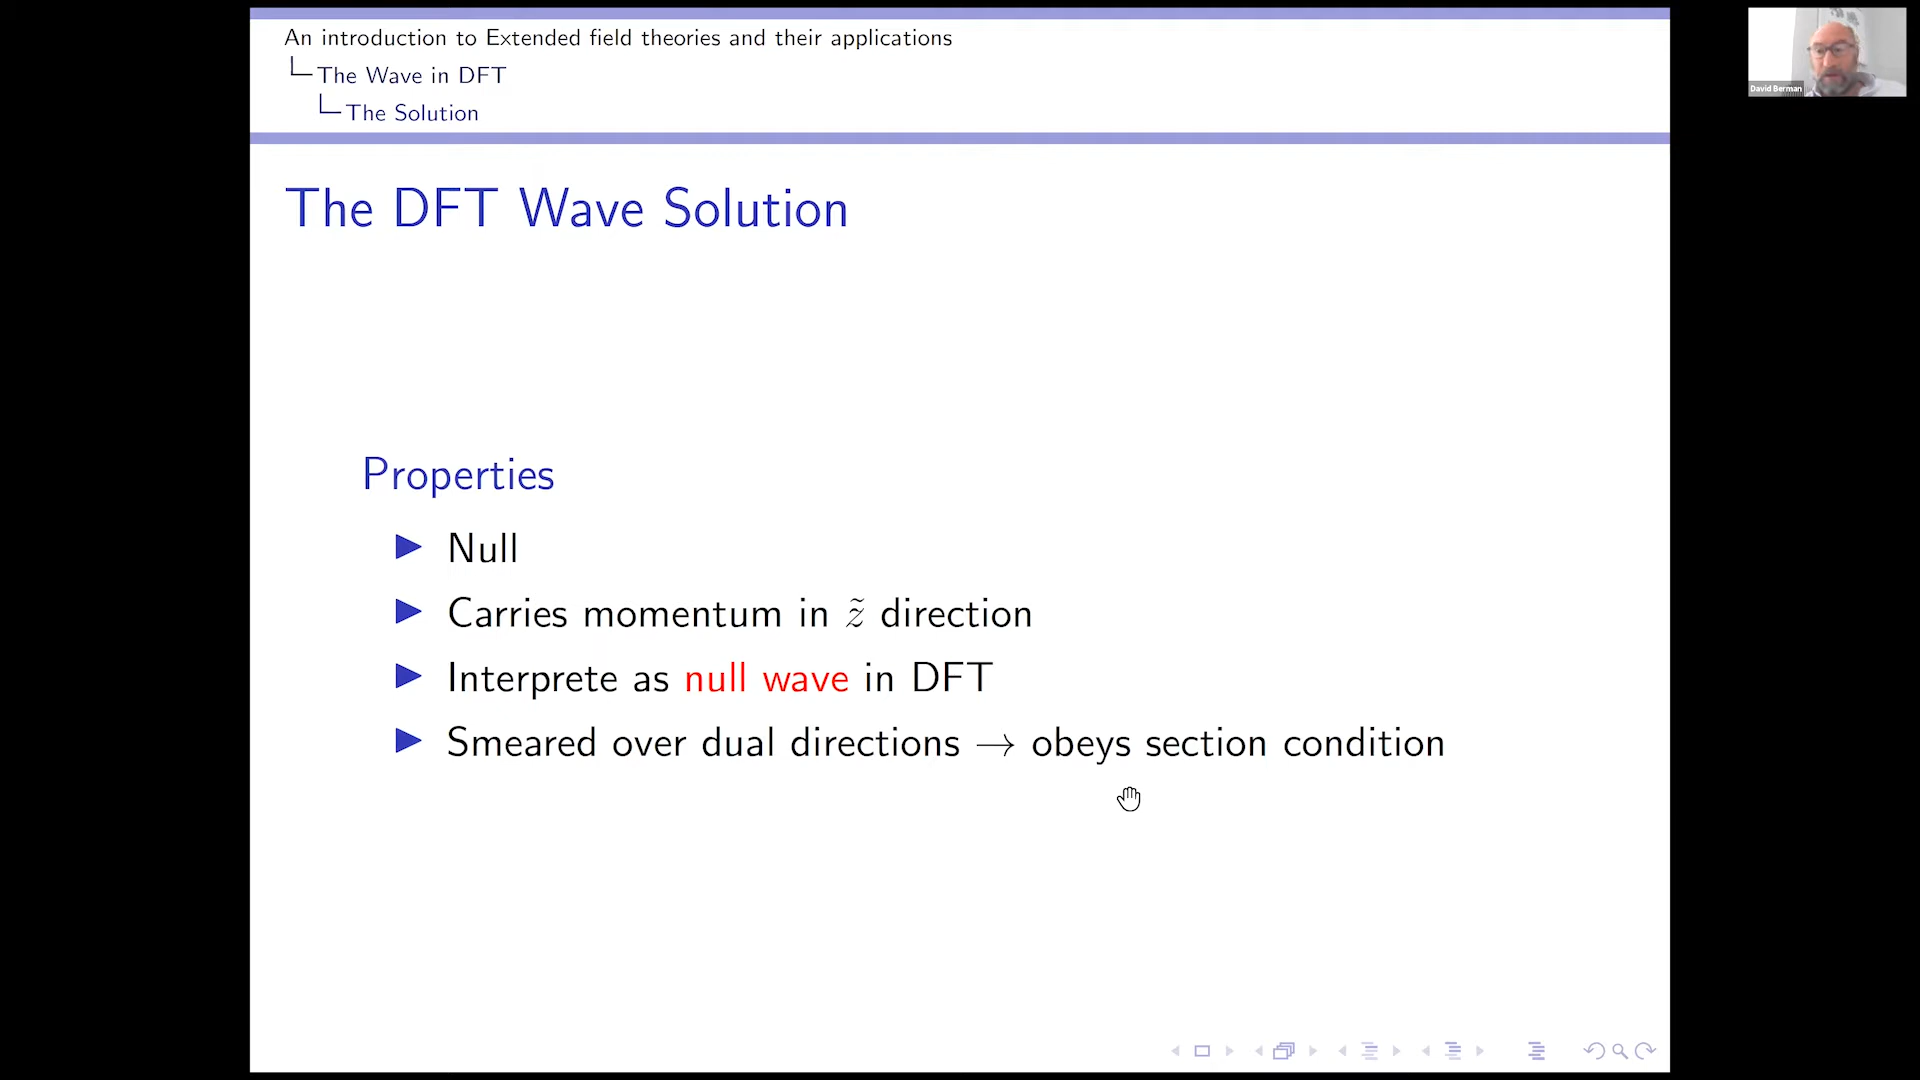 An introduction to Extended field theories and their applications
The Wave in DFT
The Solution
David Berman
The DFT Wave Solution
Properties
Null
Carries momentum in z̃ direction
Interprete as null wave in DFT
Smeared over dual directions → obeys section condition